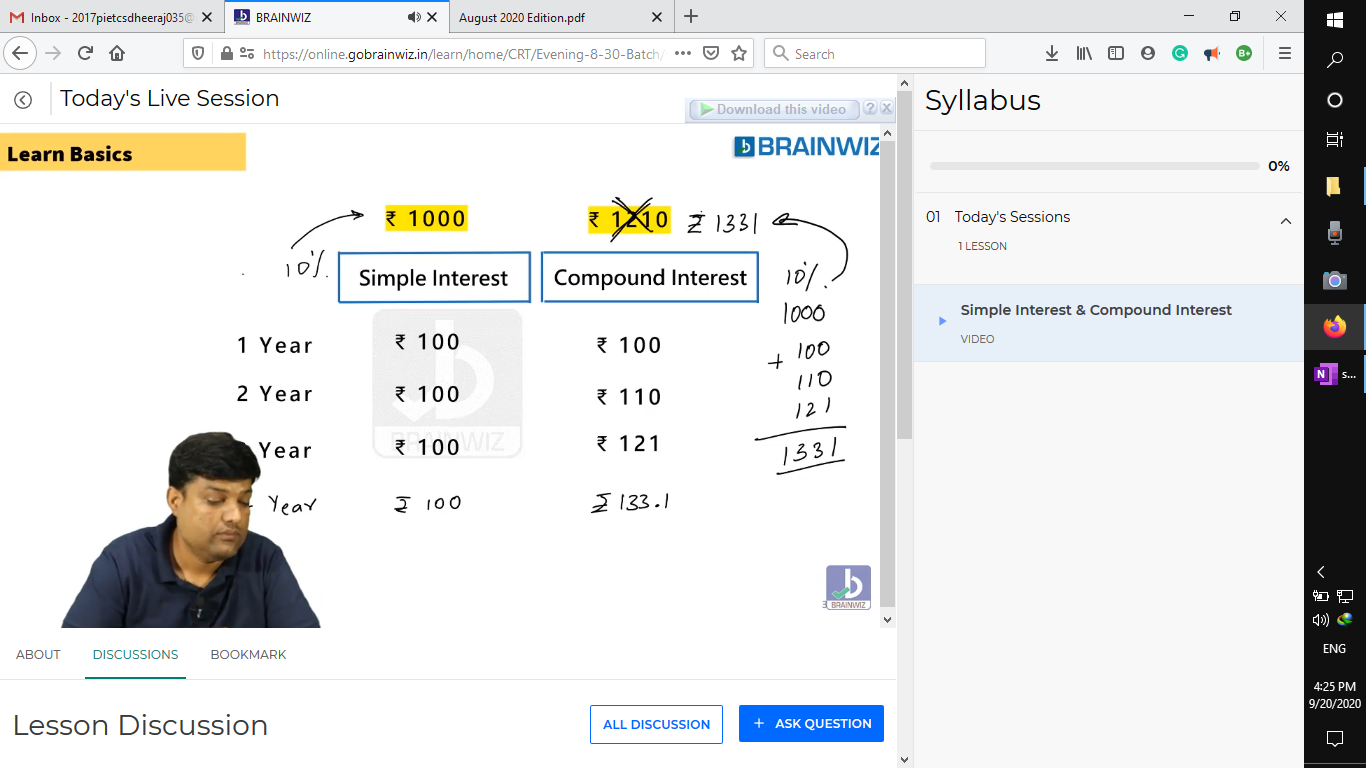 Inbox - 2017pietcsdheeraj035@
BRAINWIZ
August 2020 Edition.pdf
https://online.gobrainwiz.in/learn/home/CRT/Evening-8-30-Batch/
Search
Today's Live Session
Download this video
?
Learn Basics
BRAINWIZ
₹ 1000
₹ 1210 ₹ 1331
10%
Simple Interest
Compound Interest
10%
1000
1 Year ₹ 100 ₹ 100 + 100
2 Year ₹ 100 ₹ 110 110
121
Year ₹ 100 ₹ 121
1331
Year ₹ 100 ₹ 133.1
BRAINWIZ
BRAINWIZ
ABOUT DISCUSSIONS BOOKMARK
Lesson Discussion
ALL DISCUSSION
+ ASK QUESTION
Syllabus
0%
01 Today's Sessions
1 LESSON
Simple Interest & Compound Interest
VIDEO
B+
N s...
ENG
4:25 PM
9/20/2020